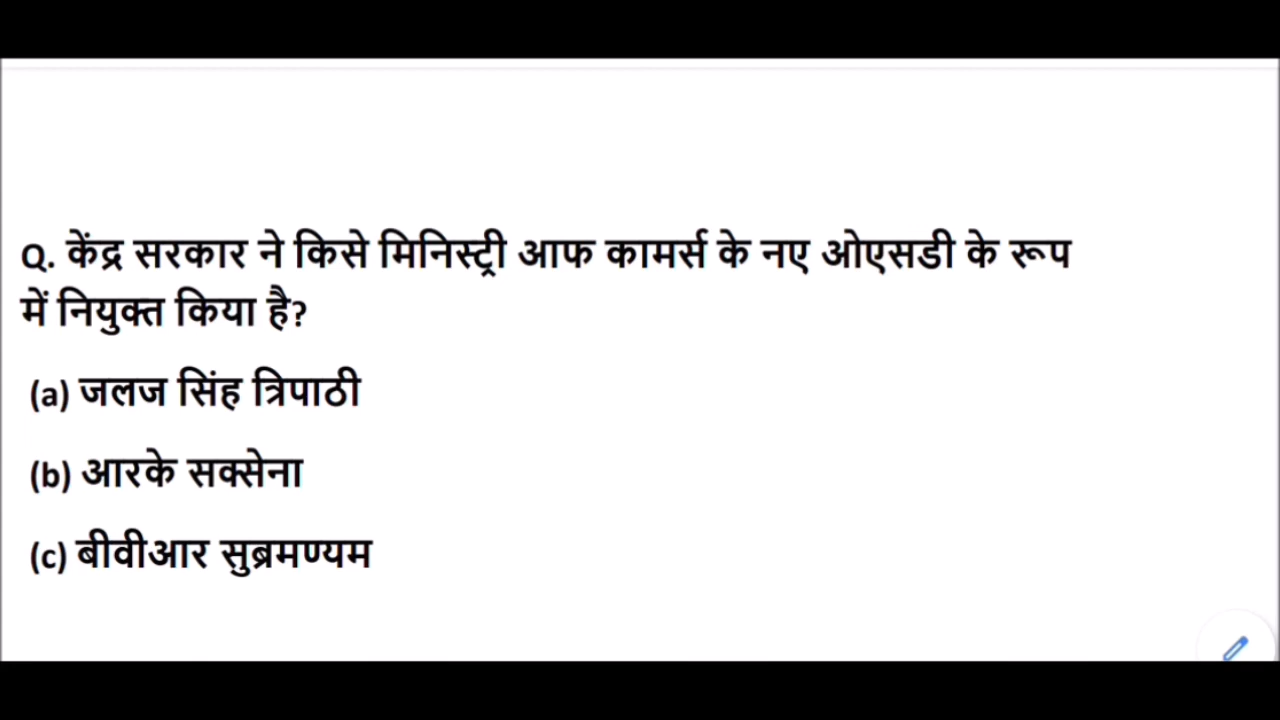 Q. केंद्र सरकार ने किसे मिनिस्ट्री आफ कामर्स के नए ओएसडी के रूप
में नियुक्त किया है?
(a) जलज सिंह त्रिपाठी
(b) आरके सक्सेना
(c) बीवीआर सुब्रमण्यम